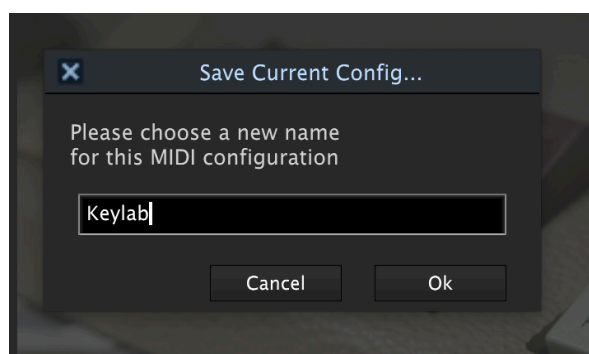 Save Current Config...
Please choose a new name
for this MIDI configuration
Keylab
Cancel Ok